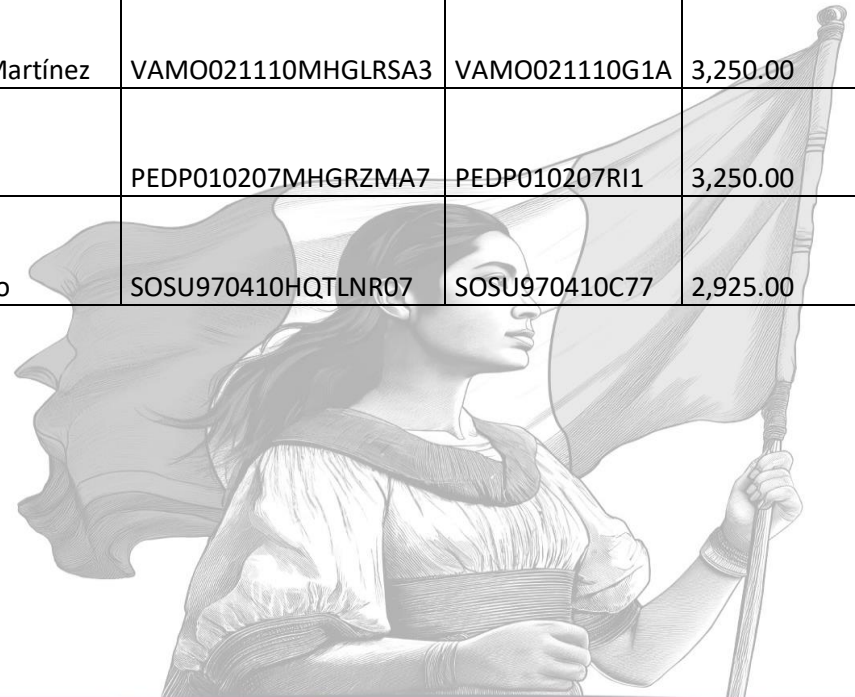 Martínez VAMO021110MHGLRSA3 VAMO021110G1A 3,250.00
PEDP010207MHGRZMA7 PEDP010207RI1 3,250.00
o SOSU970410HQTLNR07 SOSU970410C77 2,925.00